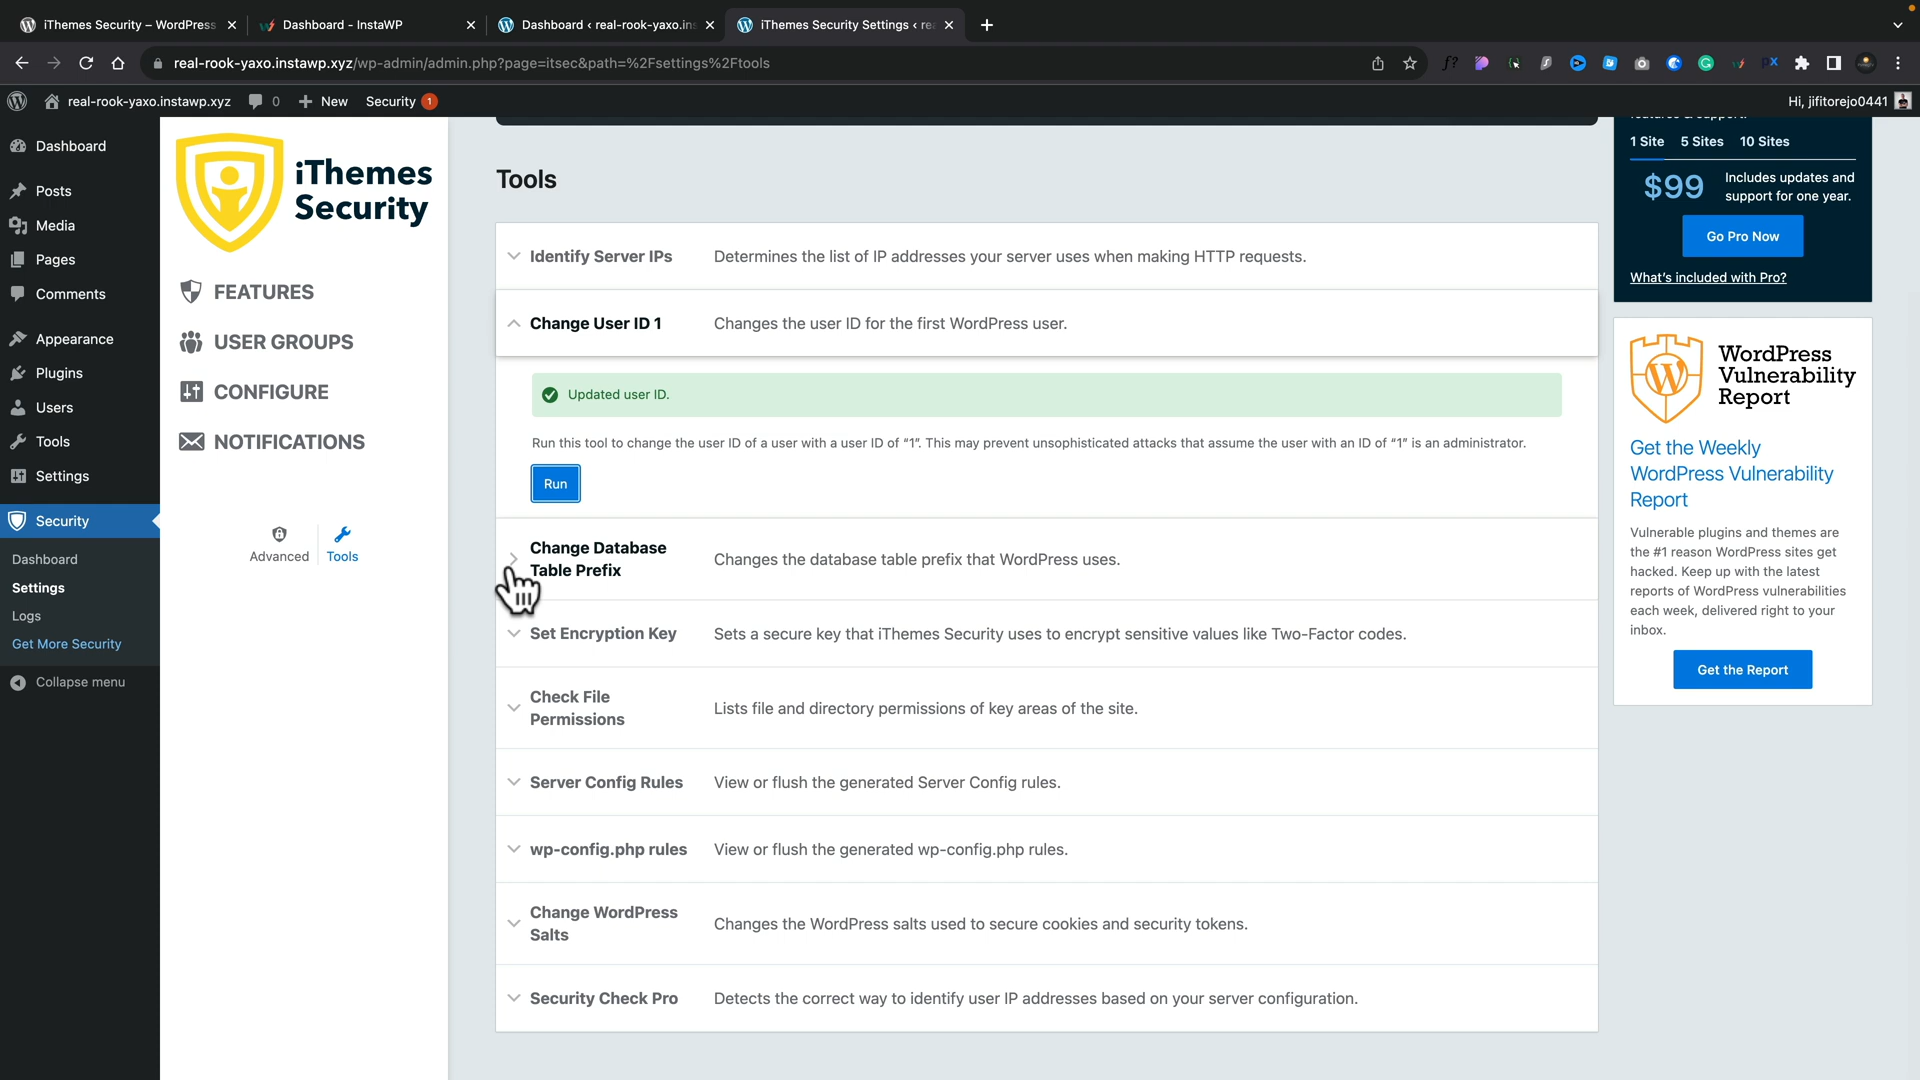 iThemes Security – WordPress
Dashboard - InstaWP
Dashboard ‹ real-rook-yaxo.ins
iThemes Security Settings ‹ re
real-rook-yaxo.instawp.xyz/wp-admin/admin.php?page=itsec&path=%2Fsettings%2Ftools
real-rook-yaxo.instawp.xyz
0
New
Security 1
Hi, jifitorejo0441
Dashboard
Posts
Media
Pages
Comments
Appearance
Plugins
Users
Tools
Settings
Security
Dashboard
Settings
Logs
Get More Security
Collapse menu
iThemes
Security
FEATURES
USER GROUPS
CONFIGURE
NOTIFICATIONS
Advanced
Tools
Tools
Identify Server IPs
Determines the list of IP addresses your server uses when making HTTP requests.
Change User ID 1
Changes the user ID for the first WordPress user.
Updated user ID.
Run this tool to change the user ID of a user with a user ID of “1”. This may prevent unsophisticated attacks that assume the user with an ID of “1” is an administrator.
Run
Change Database
Table Prefix
Changes the database table prefix that WordPress uses.
Set Encryption Key
Sets a secure key that iThemes Security uses to encrypt sensitive values like Two-Factor codes.
Check File
Permissions
Lists file and directory permissions of key areas of the site.
Server Config Rules
View or flush the generated Server Config rules.
wp-config.php rules
View or flush the generated wp-config.php rules.
Change WordPress
Salts
Changes the WordPress salts used to secure cookies and security tokens.
Security Check Pro
Detects the correct way to identify user IP addresses based on your server configuration.
1 Site
5 Sites
10 Sites
$99
Includes updates and
support for one year.
Go Pro Now
What's included with Pro?
WordPress
Vulnerability
Report
Get the Weekly
WordPress Vulnerability
Report
Vulnerable plugins and themes are
the #1 reason WordPress sites get
hacked. Keep up with the latest
reports of WordPress vulnerabilities
each week, delivered right to your
inbox.
Get the Report